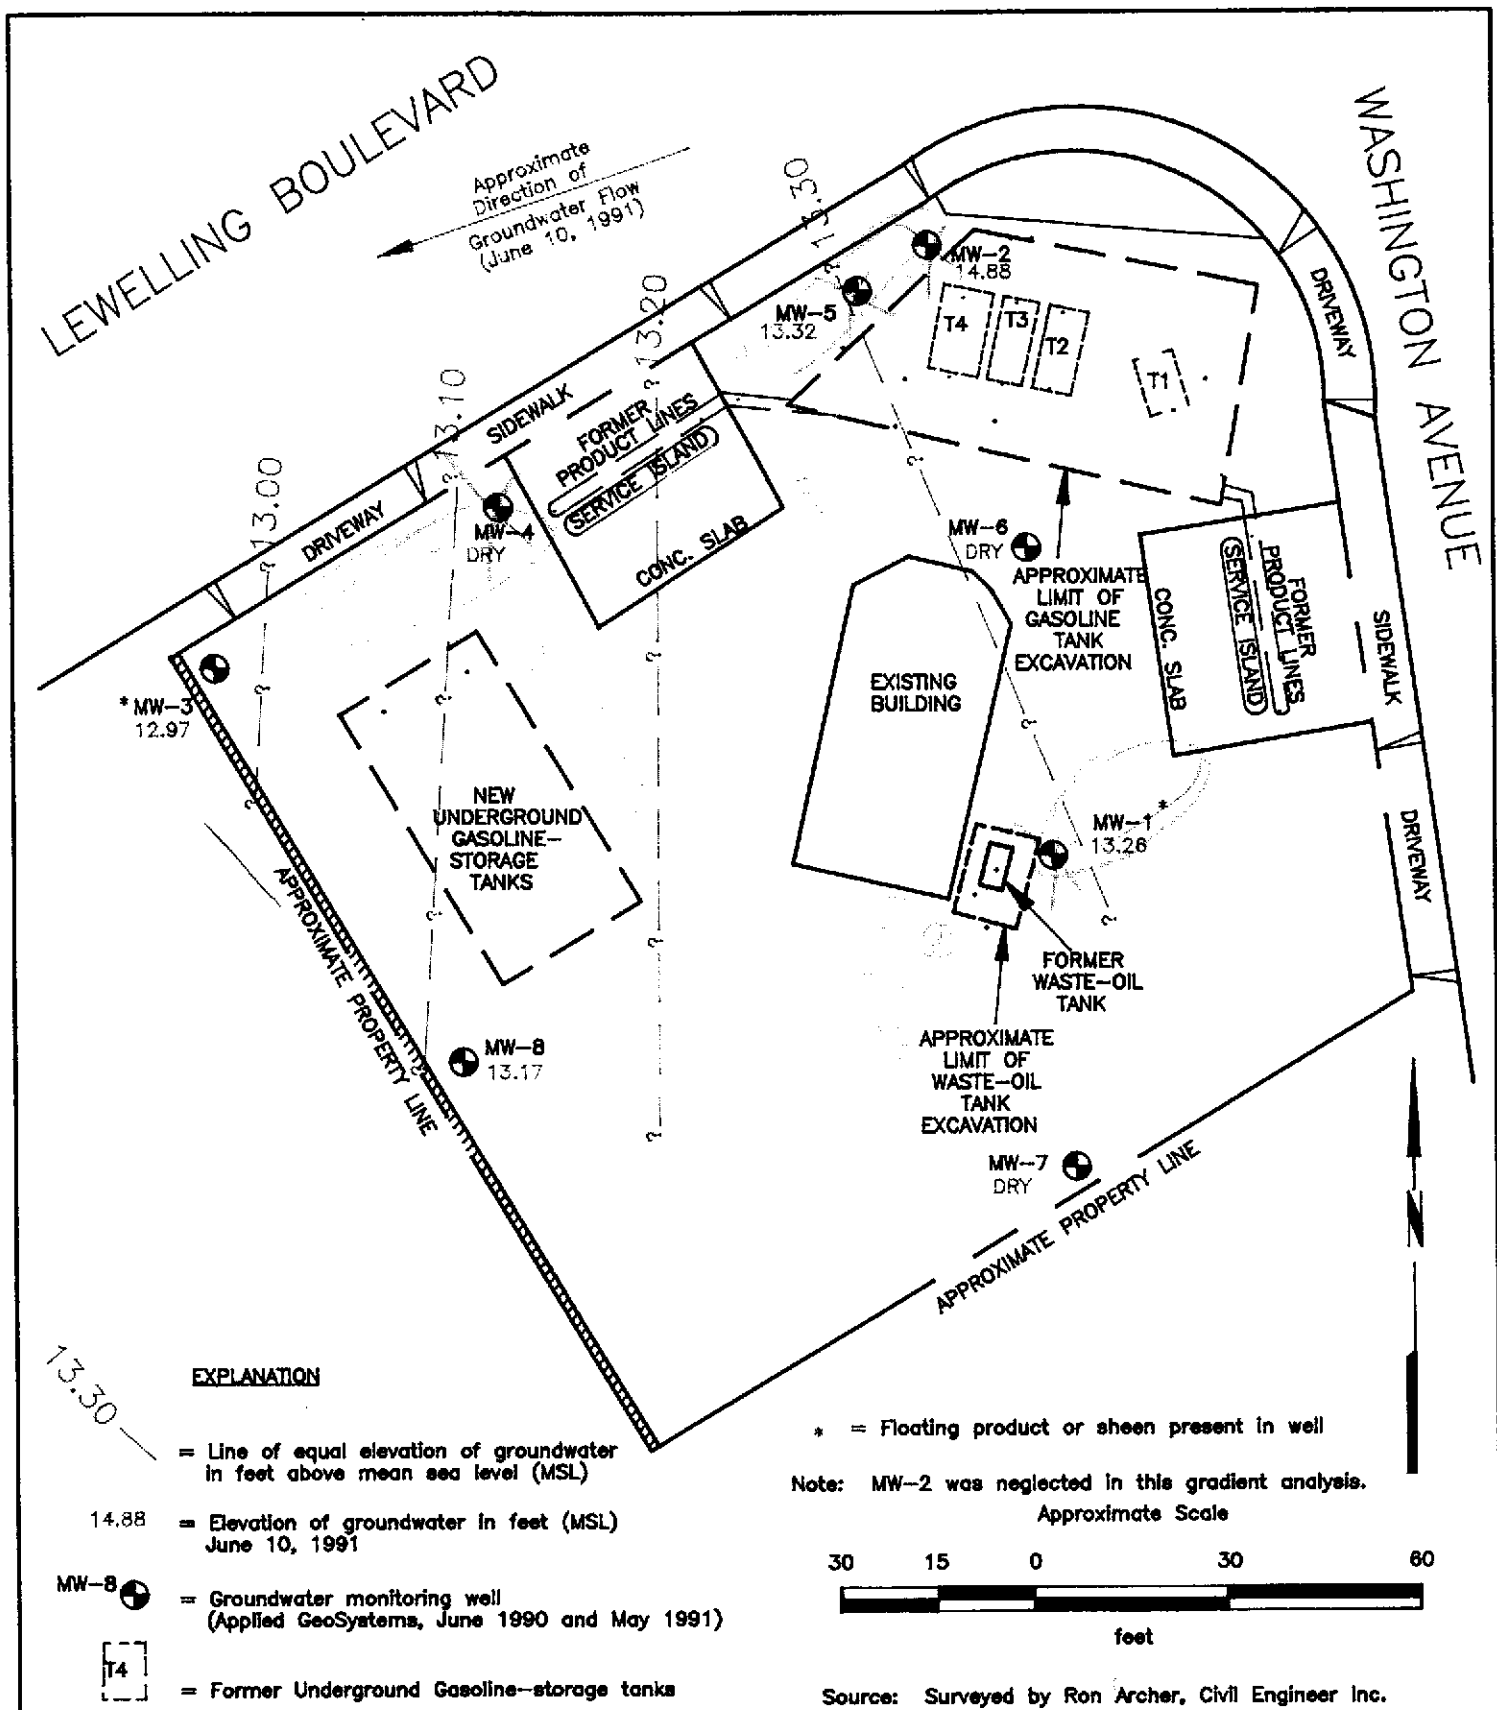 LEWELLING BOULEVARD
WASHINGTON AVENUE
Approximate
Direction of
Groundwater Flow
(June 10, 1991)
13.30
13.20
13.10
13.00
MW-2
14.88
MW-5
13.32
T4
T3
T2
T1
DRIVEWAY
SIDEWALK
FORMER
PRODUCT LINES
SERVICE ISLAND
CONC. SLAB
DRIVEWAY
MW-4
DRY
MW-6
DRY
APPROXIMATE
LIMIT OF
GASOLINE
TANK
EXCAVATION
FORMER
PRODUCT LINES
SERVICE ISLAND
CONC. SLAB
SIDEWALK
DRIVEWAY
* MW-3
12.97
EXISTING
BUILDING
NEW
UNDERGROUND
GASOLINE-
STORAGE
TANKS
MW-1 *
13.26
APPROXIMATE PROPERTY LINE
FORMER
WASTE-OIL
TANK
APPROXIMATE
LIMIT OF
WASTE-OIL
TANK
EXCAVATION
MW-8
13.17
MW-7
DRY
APPROXIMATE PROPERTY LINE
N
EXPLANATION
13.30
= Line of equal elevation of groundwater
in feet above mean sea level (MSL)
14.88 = Elevation of groundwater in feet (MSL)
June 10, 1991
MW-8 = Groundwater monitoring well
(Applied GeoSystems, June 1990 and May 1991)
T4 = Former Underground Gasoline-storage tanks
* = Floating product or sheen present in well
Note: MW-2 was neglected in this gradient analysis.
Approximate Scale
30 15 0 30 60
feet
Source: Surveyed by Ron Archer, Civil Engineer Inc.